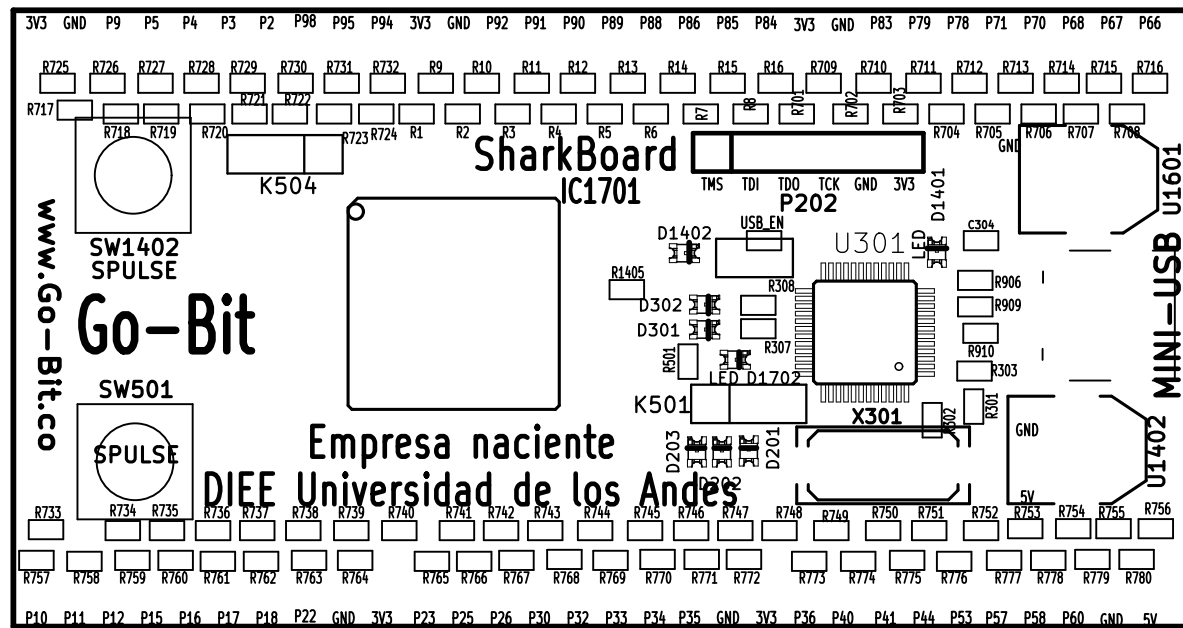 3V3 GND P9 P5 P4 P3 P2 P98 P95 P94 3V3 GND P92 P91 P90 P89 P88 P86 P85 P84 3V3 GND P83 P79 P78 P71 P70 P68 P67 P66
R725 R726 R727 R728 R729 R730 R731 R732 R9 R10 R11 R12 R13 R14 R15 R16 R709 R710 R711 R712 R713 R714 R715 R716
R717 R718 R719 R720 R721 R722 R723 R724 R1 R2 R3 R4 R5 R6 R7 R8 R701 R702 R703 R704 R705 R706 R707 R708
K504
SharkBoard
IC1701
TMS TDI TDO TCK GND 3V3
P202
D1401
LED
GND
U1601
SW1402
SPULSE
www.Go-Bit.co
Go-Bit
D1402
USB_EN
U301
C304
R1405
R308
R906
D302
R909
D301
R307
R910
R501
LED D1702
R303
MINI-USB
SW501
SPULSE
K501
X301
R302
R301
GND
U1402
5V
D203
D202
D201
Empresa naciente
DIEE Universidad de los Andes
R733 R734 R735 R736 R737 R738 R739 R740 R741 R742 R743 R744 R745 R746 R747 R748 R749 R750 R751 R752 R753 R754 R755 R756
R757 R758 R759 R760 R761 R762 R763 R764 R765 R766 R767 R768 R769 R770 R771 R772 R773 R774 R775 R776 R777 R778 R779 R780
P10 P11 P12 P15 P16 P17 P18 P22 GND 3V3 P23 P25 P26 P30 P32 P33 P34 P35 GND 3V3 P36 P40 P41 P44 P53 P57 P58 P60 GND 5V